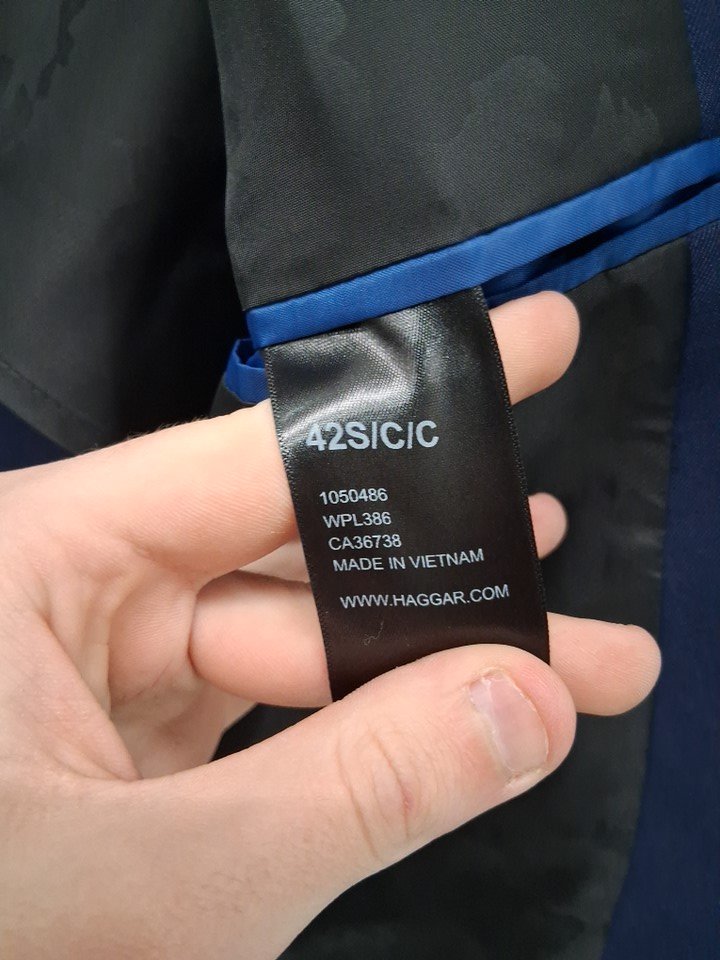 42S/C/C
1050486
WPL386
CA36738
MADE IN VIETNAM
WWW.HAGGAR.COM